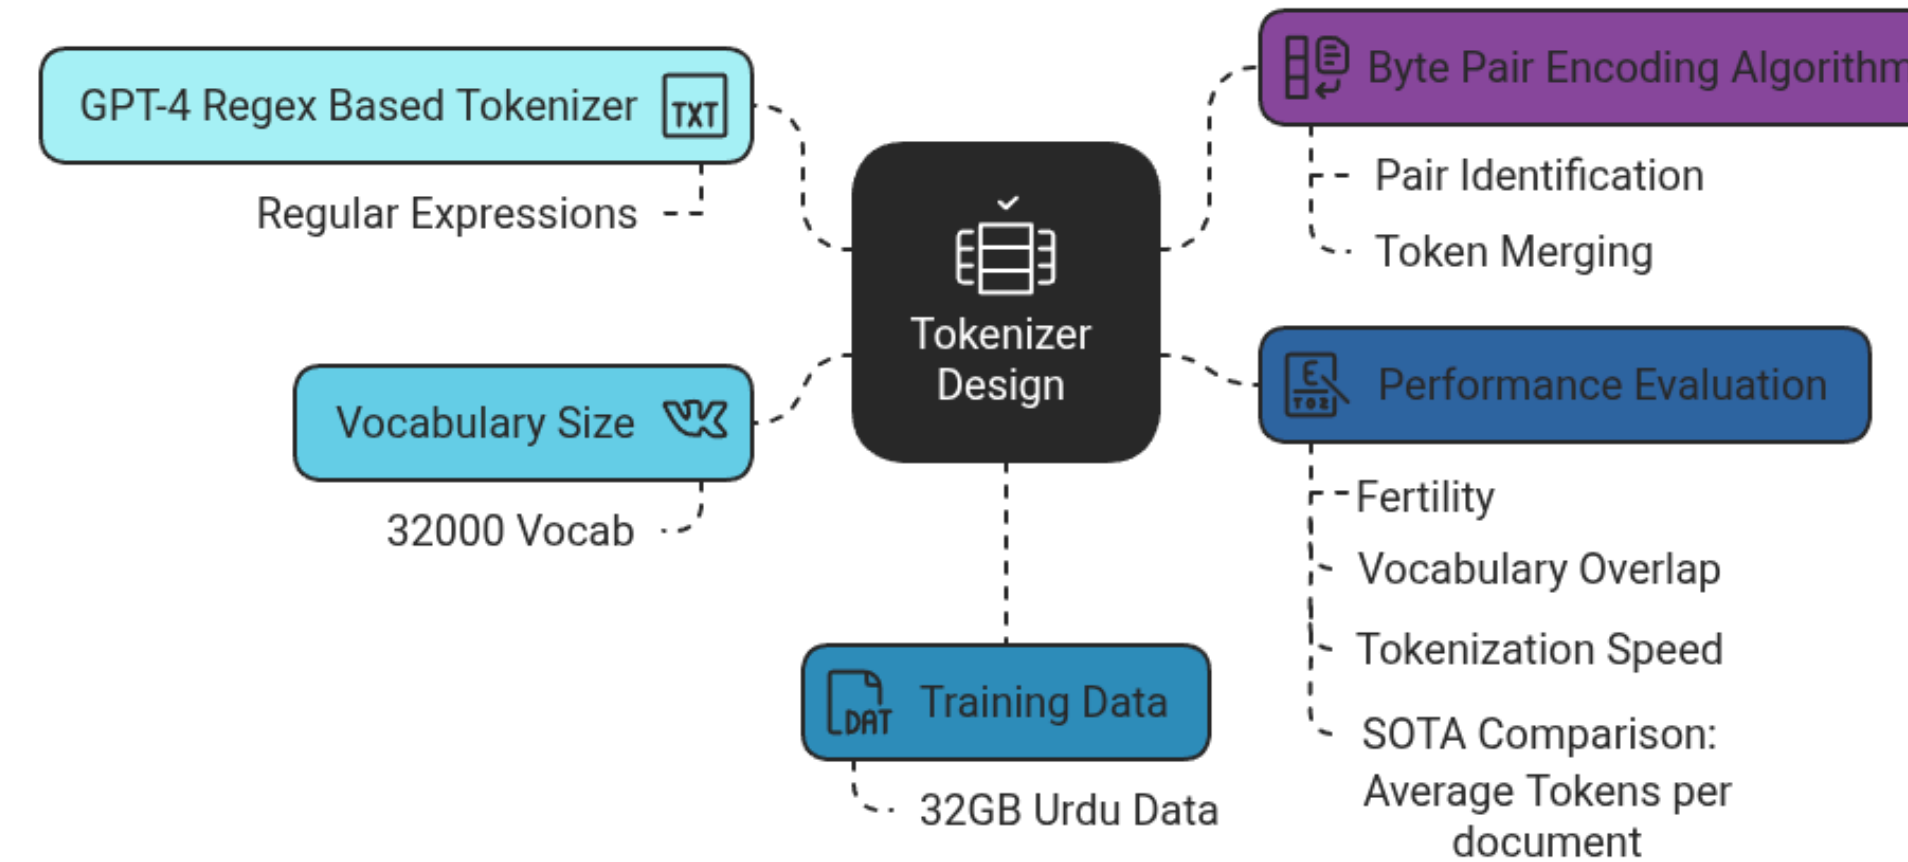 GPT-4 Regex Based Tokenizer
TXT
Regular Expressions
Vocabulary Size
32000 Vocab
Tokenizer
Design
Training Data
DAT
32GB Urdu Data
Byte Pair Encoding Algorithm
Pair Identification
Token Merging
Performance Evaluation
E
TOZ
Fertility
Vocabulary Overlap
Tokenization Speed
SOTA Comparison:
Average Tokens per
document